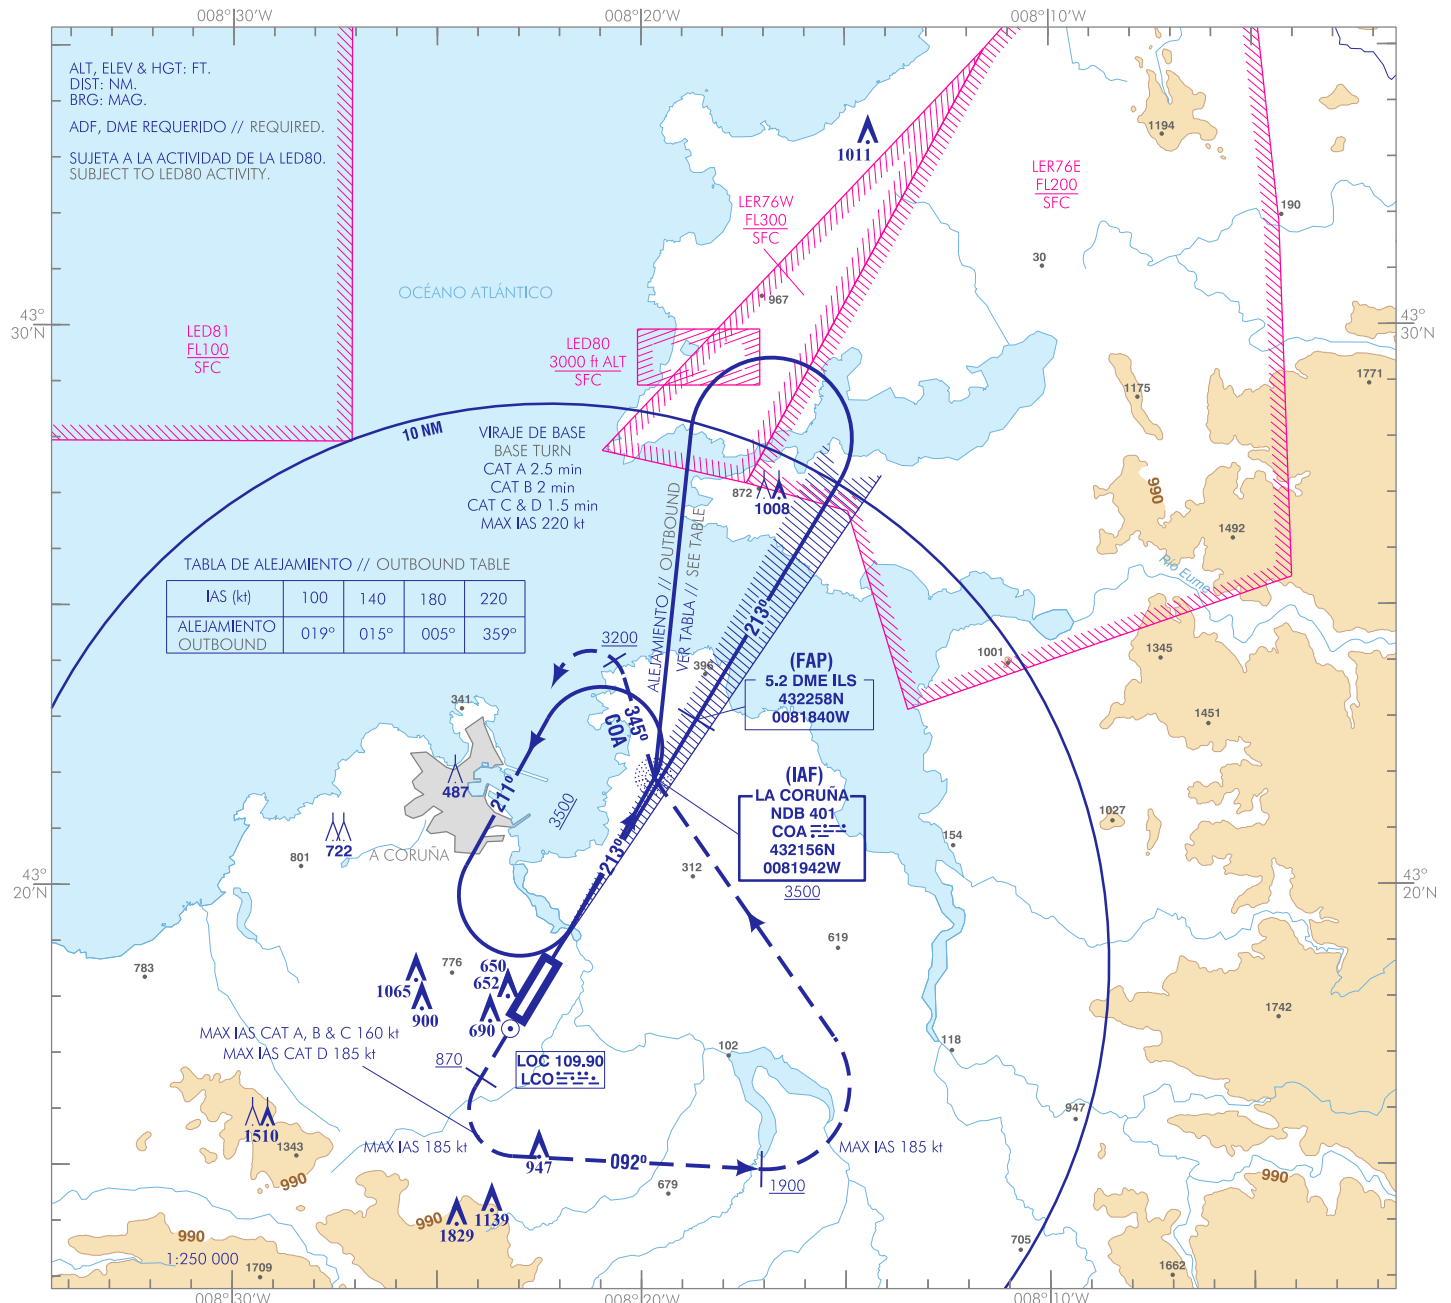 008°30'W
008°20'W
008°10'W
ALT, ELEV & HGT: FT.
DIST: NM.
BRG: MAG.
ADF, DME REQUERIDO // REQUIRED.
SUJETA A LA ACTIVIDAD DE LA LED80.
SUBJECT TO LED80 ACTIVITY.
1194
1011
LER76E
FL200
SFC
LER76W
FL300
SFC
190
30
OCÉANO ATLÁNTICO
967
43°
30'N
43°
30'N
LED81
FL100
SFC
LED80
3000 ft ALT
SFC
1771
1175
10 NM
VIRAJE DE BASE
BASE TURN
CAT A 2.5 min
CAT B 2 min
CAT C & D 1.5 min
MAX IAS 220 kt
872
1008
990
1492
TABLA DE ALEJAMIENTO // OUTBOUND TABLE
IAS (kt) 100 140 180 220
ALEJAMIENTO
OUTBOUND 019° 015° 005° 359°
ALEJAMIENTO // OUTBOUND
VER TABLA // SEE TABLE
213°
Río Eume
3200
396
1001
1345
(FAP)
5.2 DME ILS
432258N
0081840W
341
345°
COA
1451
211°
487
3500
(IAF)
LA CORUÑA
NDB 401
COA
432156N
0081942W
3500
1027
154
722
A CORUÑA
801
213°
312
43°
20'N
43°
20'N
619
783
776
650
652
1065
900
690
1742
MAX IAS CAT A, B & C 160 kt
MAX IAS CAT D 185 kt
870
LOC 109.90
LCO
102
118
947
1510
1343
MAX IAS 185 kt
947
092°
MAX IAS 185 kt
1900
679
990
990
990
990
1829
1139
1:250 000
1709
705
1662
008°30'W
008°20'W
008°10'W